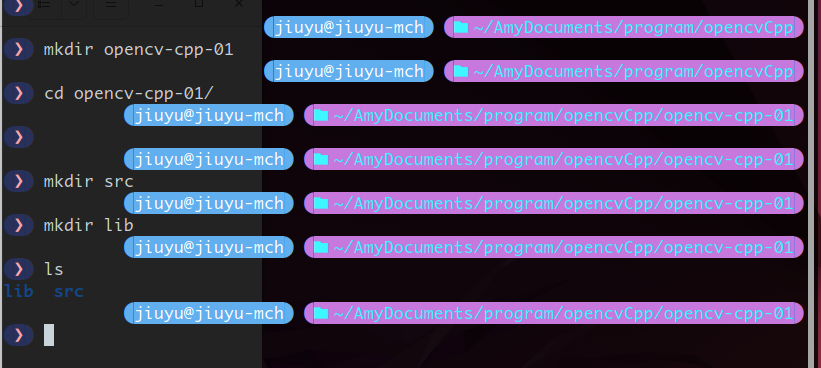 ❯
jiuyu@jiuyu-mch ~/AmyDocuments/program/opencvCpp
❯ mkdir opencv-cpp-01
jiuyu@jiuyu-mch ~/AmyDocuments/program/opencvCpp
❯ cd opencv-cpp-01/
jiuyu@jiuyu-mch ~/AmyDocuments/program/opencvCpp/opencv-cpp-01
❯
jiuyu@jiuyu-mch ~/AmyDocuments/program/opencvCpp/opencv-cpp-01
❯ mkdir src
jiuyu@jiuyu-mch ~/AmyDocuments/program/opencvCpp/opencv-cpp-01
❯ mkdir lib
jiuyu@jiuyu-mch ~/AmyDocuments/program/opencvCpp/opencv-cpp-01
❯ ls
lib src
jiuyu@jiuyu-mch ~/AmyDocuments/program/opencvCpp/opencv-cpp-01
❯